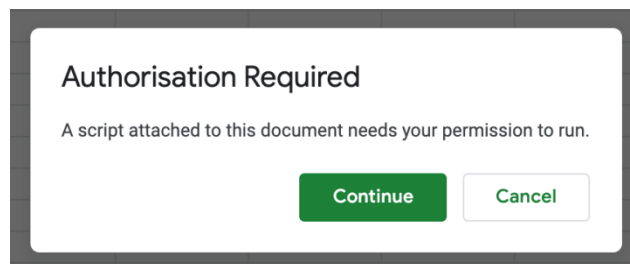 Authorisation Required
A script attached to this document needs your permission to run.
Continue Cancel